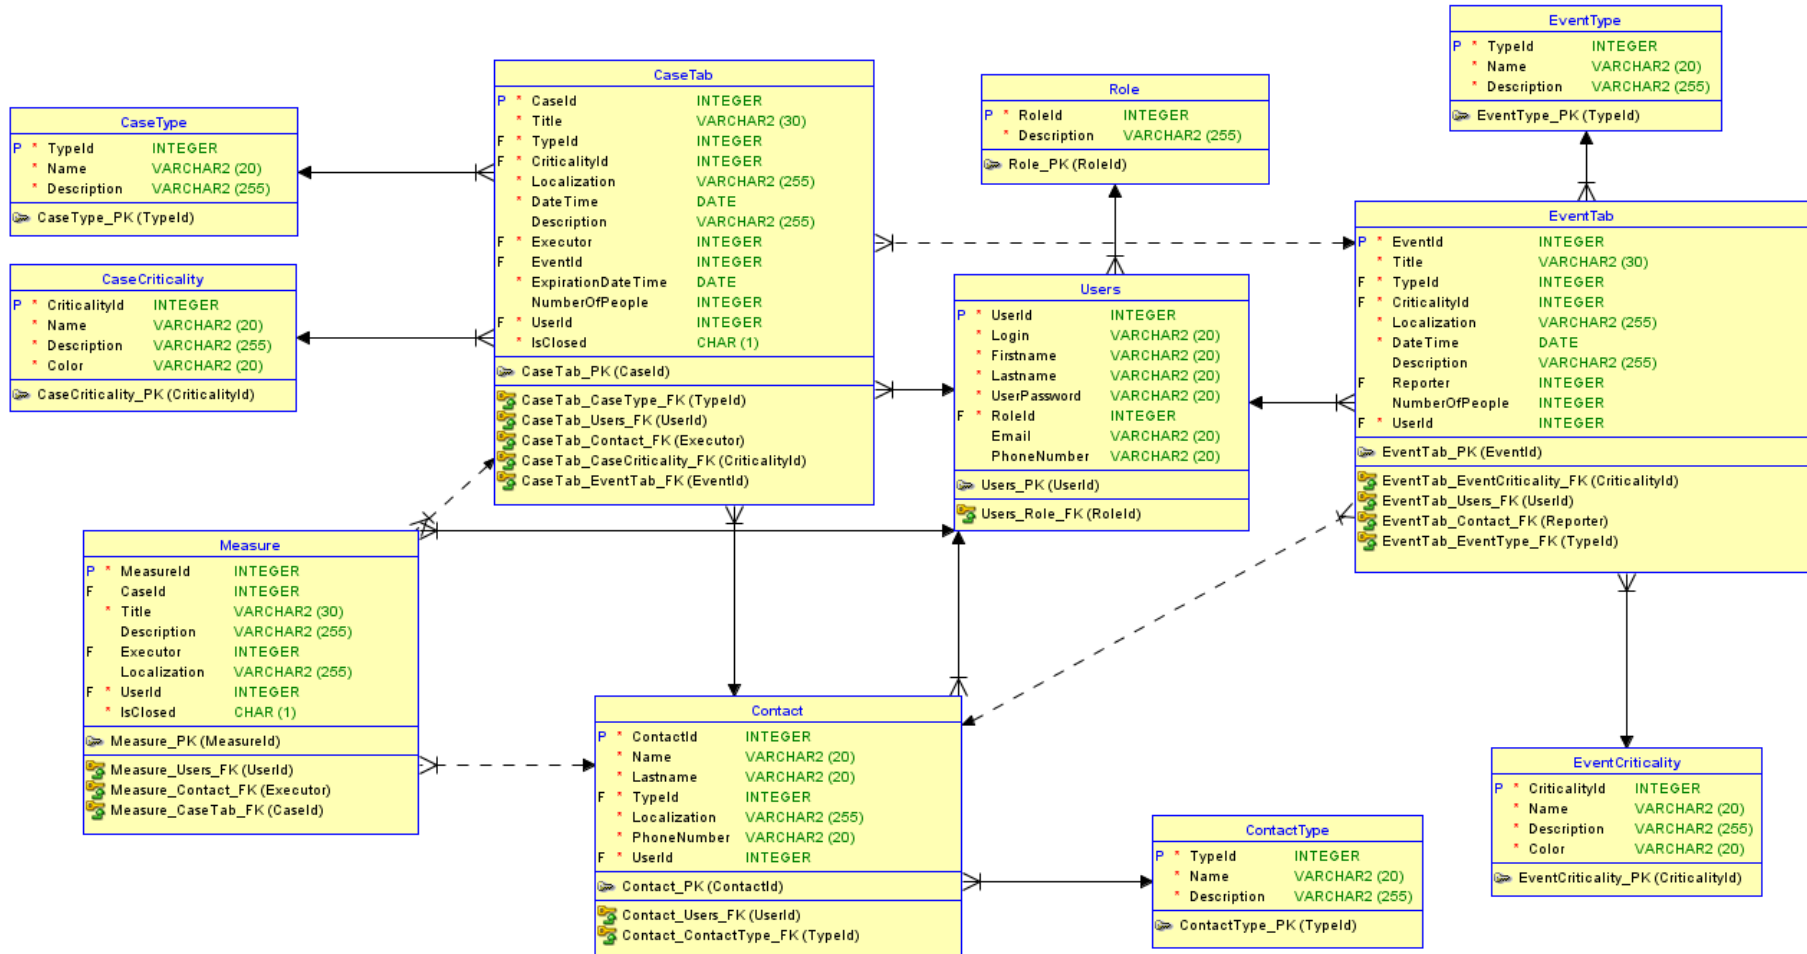 CaseType
P * TypeId INTEGER
* Name VARCHAR2 (20)
* Description VARCHAR2 (255)
CaseType_PK (TypeId)
CaseCriticality
P * CriticalityId INTEGER
* Name VARCHAR2 (20)
* Description VARCHAR2 (255)
* Color VARCHAR2 (20)
CaseCriticality_PK (CriticalityId)
CaseTab
P * CaseId INTEGER
* Title VARCHAR2 (30)
F * TypeId INTEGER
F * CriticalityId INTEGER
* Localization VARCHAR2 (255)
* DateTime DATE
Description VARCHAR2 (255)
F * Executor INTEGER
F EventId INTEGER
* ExpirationDateTime DATE
NumberOfPeople INTEGER
F * UserId INTEGER
* IsClosed CHAR (1)
CaseTab_PK (CaseId)
CaseTab_CaseType_FK (TypeId)
CaseTab_Users_FK (UserId)
CaseTab_Contact_FK (Executor)
CaseTab_CaseCriticality_FK (CriticalityId)
CaseTab_EventTab_FK (EventId)
Role
P * RoleId INTEGER
* Description VARCHAR2 (255)
Role_PK (RoleId)
Users
P * UserId INTEGER
* Login VARCHAR2 (20)
* Firstname VARCHAR2 (20)
* Lastname VARCHAR2 (20)
* UserPassword VARCHAR2 (20)
F * RoleId INTEGER
Email VARCHAR2 (20)
PhoneNumber VARCHAR2 (20)
Users_PK (UserId)
Users_Role_FK (RoleId)
EventType
P * TypeId INTEGER
* Name VARCHAR2 (20)
* Description VARCHAR2 (255)
EventType_PK (TypeId)
EventTab
P * EventId INTEGER
* Title VARCHAR2 (30)
F * TypeId INTEGER
F * CriticalityId INTEGER
* Localization VARCHAR2 (255)
* DateTime DATE
Description VARCHAR2 (255)
F Reporter INTEGER
NumberOfPeople INTEGER
F * UserId INTEGER
EventTab_PK (EventId)
EventTab_EventCriticality_FK (CriticalityId)
EventTab_Users_FK (UserId)
EventTab_Contact_FK (Reporter)
EventTab_EventType_FK (TypeId)
Measure
P * MeasureId INTEGER
F CaseId INTEGER
* Title VARCHAR2 (30)
Description VARCHAR2 (255)
F Executor INTEGER
Localization VARCHAR2 (255)
F * UserId INTEGER
* IsClosed CHAR (1)
Measure_PK (MeasureId)
Measure_Users_FK (UserId)
Measure_Contact_FK (Executor)
Measure_CaseTab_FK (CaseId)
Contact
P * ContactId INTEGER
* Name VARCHAR2 (20)
* Lastname VARCHAR2 (20)
F * TypeId INTEGER
* Localization VARCHAR2 (255)
* PhoneNumber VARCHAR2 (20)
F * UserId INTEGER
Contact_PK (ContactId)
Contact_Users_FK (UserId)
Contact_ContactType_FK (TypeId)
ContactType
P * TypeId INTEGER
* Name VARCHAR2 (20)
* Description VARCHAR2 (255)
ContactType_PK (TypeId)
EventCriticality
P * CriticalityId INTEGER
* Name VARCHAR2 (20)
* Description VARCHAR2 (255)
* Color VARCHAR2 (20)
EventCriticality_PK (CriticalityId)